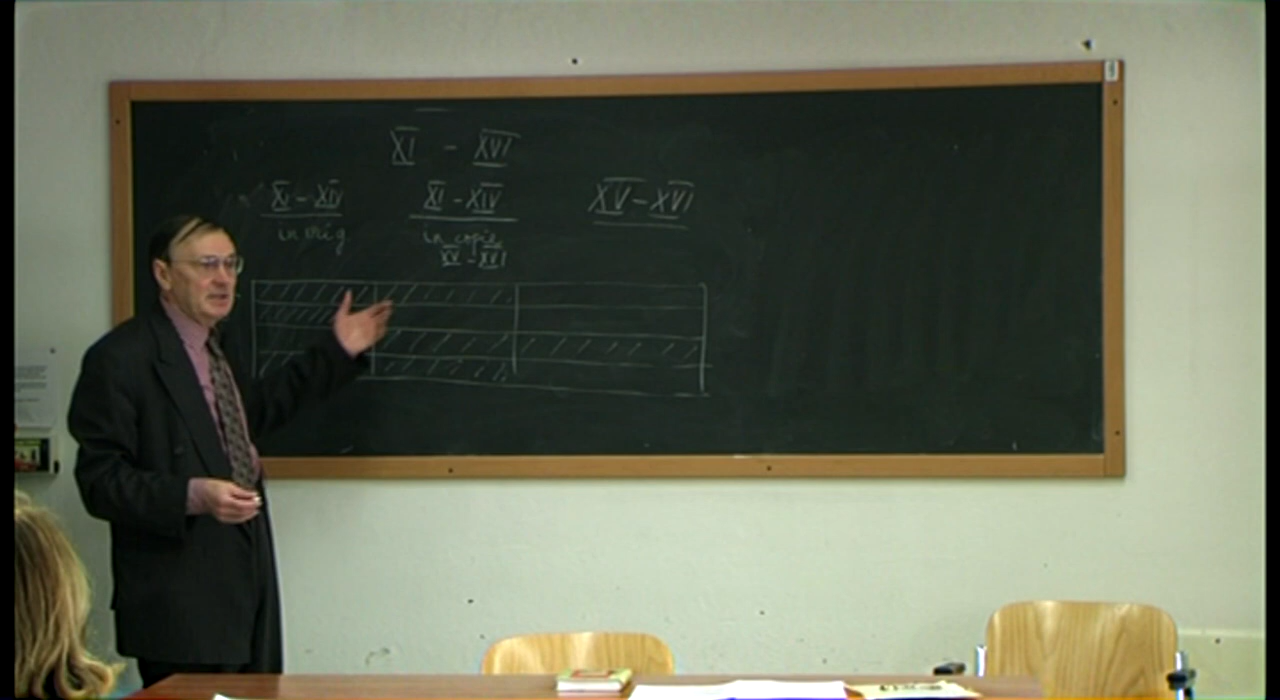 XI - XVI
XI - XIV XI - XIV XV - XVI
in orig. in copie
XV - XVI